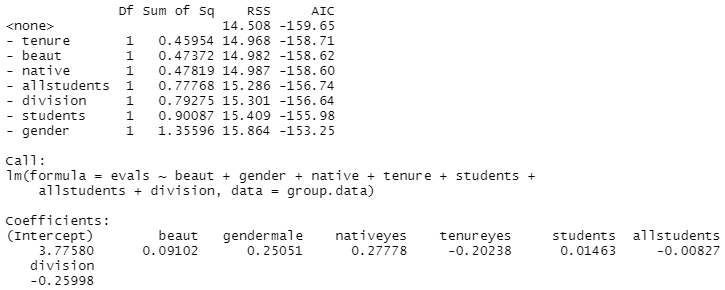 Df Sum of Sq RSS AIC
<none> 14.508 -159.65
- tenure 1 0.45954 14.968 -158.71
- beaut 1 0.47372 14.982 -158.62
- native 1 0.47819 14.987 -158.60
- allstudents 1 0.77768 15.286 -156.74
- division 1 0.79275 15.301 -156.64
- students 1 0.90087 15.409 -155.98
- gender 1 1.35596 15.864 -153.25
Call:
lm(formula = evals ~ beaut + gender + native + tenure + students +
allstudents + division, data = group.data)
Coefficients:
(Intercept) beaut gendermale nativeyes tenureyes students allstudents
3.77580 0.09102 0.25051 0.27778 -0.20238 0.01463 -0.00827
division
-0.25998